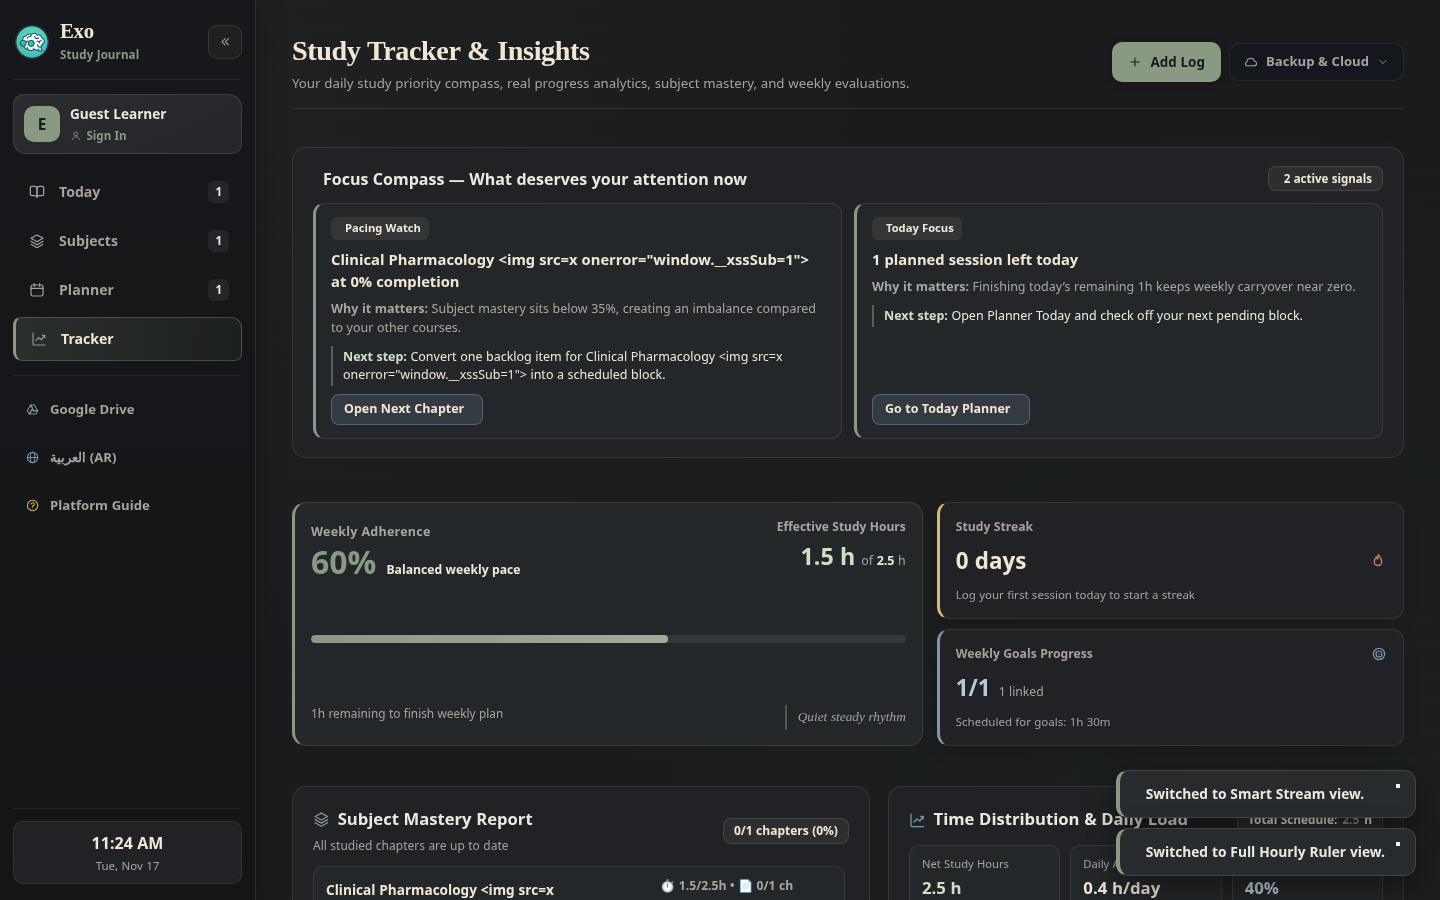 Exo
Study Journal
E
Guest Learner
Sign In
Today
1
Subjects
1
Planner
1
Tracker
Google Drive
العربية (AR)
Platform Guide
11:24 AM
Tue, Nov 17
Study Tracker & Insights
Your daily study priority compass, real progress analytics, subject mastery, and weekly evaluations.
Add Log
Backup & Cloud
Focus Compass — What deserves your attention now
2 active signals
Pacing Watch
Clinical Pharmacology <img src=x onerror="window.__xssSub=1">
at 0% completion
Why it matters: Subject mastery sits below 35%, creating an imbalance compared
to your other courses.
Next step: Convert one backlog item for Clinical Pharmacology <img src=x
onerror="window.__xssSub=1"> into a scheduled block.
Open Next Chapter
Today Focus
1 planned session left today
Why it matters: Finishing today's remaining 1h keeps weekly carryover near zero.
Next step: Open Planner Today and check off your next pending block.
Go to Today Planner
Weekly Adherence
60% Balanced weekly pace
Effective Study Hours
1.5 h of 2.5 h
1h remaining to finish weekly plan
Quiet steady rhythm
Study Streak
0 days
Log your first session today to start a streak
Weekly Goals Progress
1/1 1 linked
Scheduled for goals: 1h 30m
Subject Mastery Report
All studied chapters are up to date
0/1 chapters (0%)
Clinical Pharmacology <img src=x
1.5/2.5h • 0/1 ch
Time Distribution & Daily Load
Total Schedule: 2.5 h
Net Study Hours
2.5 h
Daily
0.4 h/day
40%
Switched to Smart Stream view.
Switched to Full Hourly Ruler view.